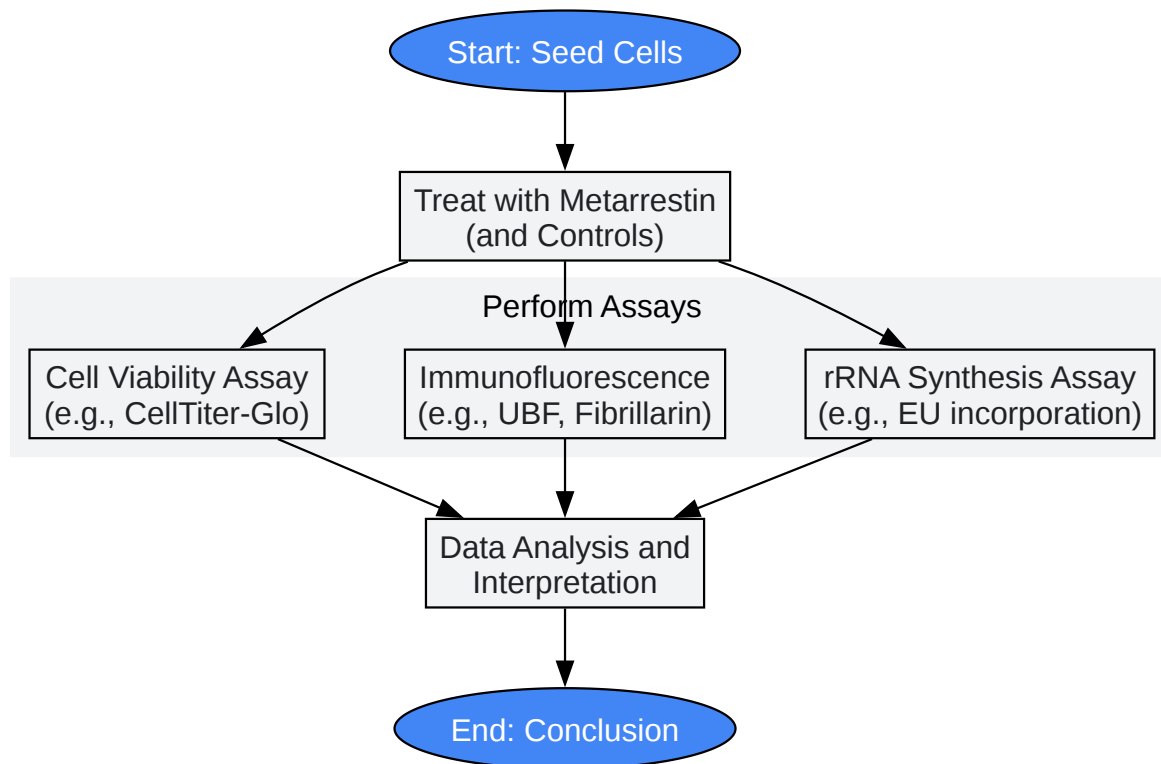 Start: Seed Cells
Treat with Metarrestin
(and Controls)
Perform Assays
Cell Viability Assay
(e.g., CellTiter-Glo)
Immunofluorescence
(e.g., UBF, Fibrillarin)
rRNA Synthesis Assay
(e.g., EU incorporation)
Data Analysis and
Interpretation
End: Conclusion